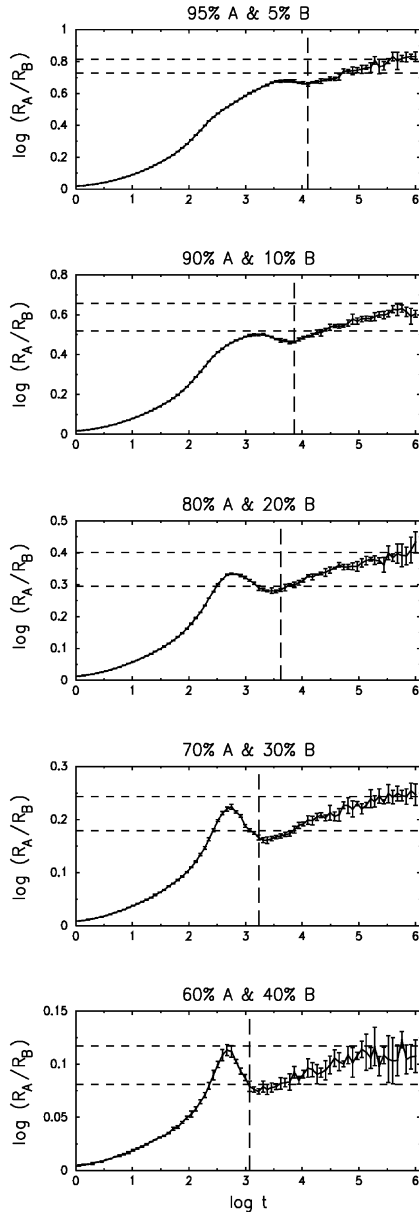 95% A & 5% B
1
0.8
0.6
0.4
0.2
0
log (R_A/R_B)
0 1 2 3 4 5 6
90% A & 10% B
0.8
0.6
0.4
0.2
0
log (R_A/R_B)
0 1 2 3 4 5 6
80% A & 20% B
0.5
0.4
0.3
0.2
0.1
0
log (R_A/R_B)
0 1 2 3 4 5 6
70% A & 30% B
0.3
0.2
0.1
0
log (R_A/R_B)
0 1 2 3 4 5 6
60% A & 40% B
0.15
0.1
0.05
0
log (R_A/R_B)
0 1 2 3 4 5 6
log t